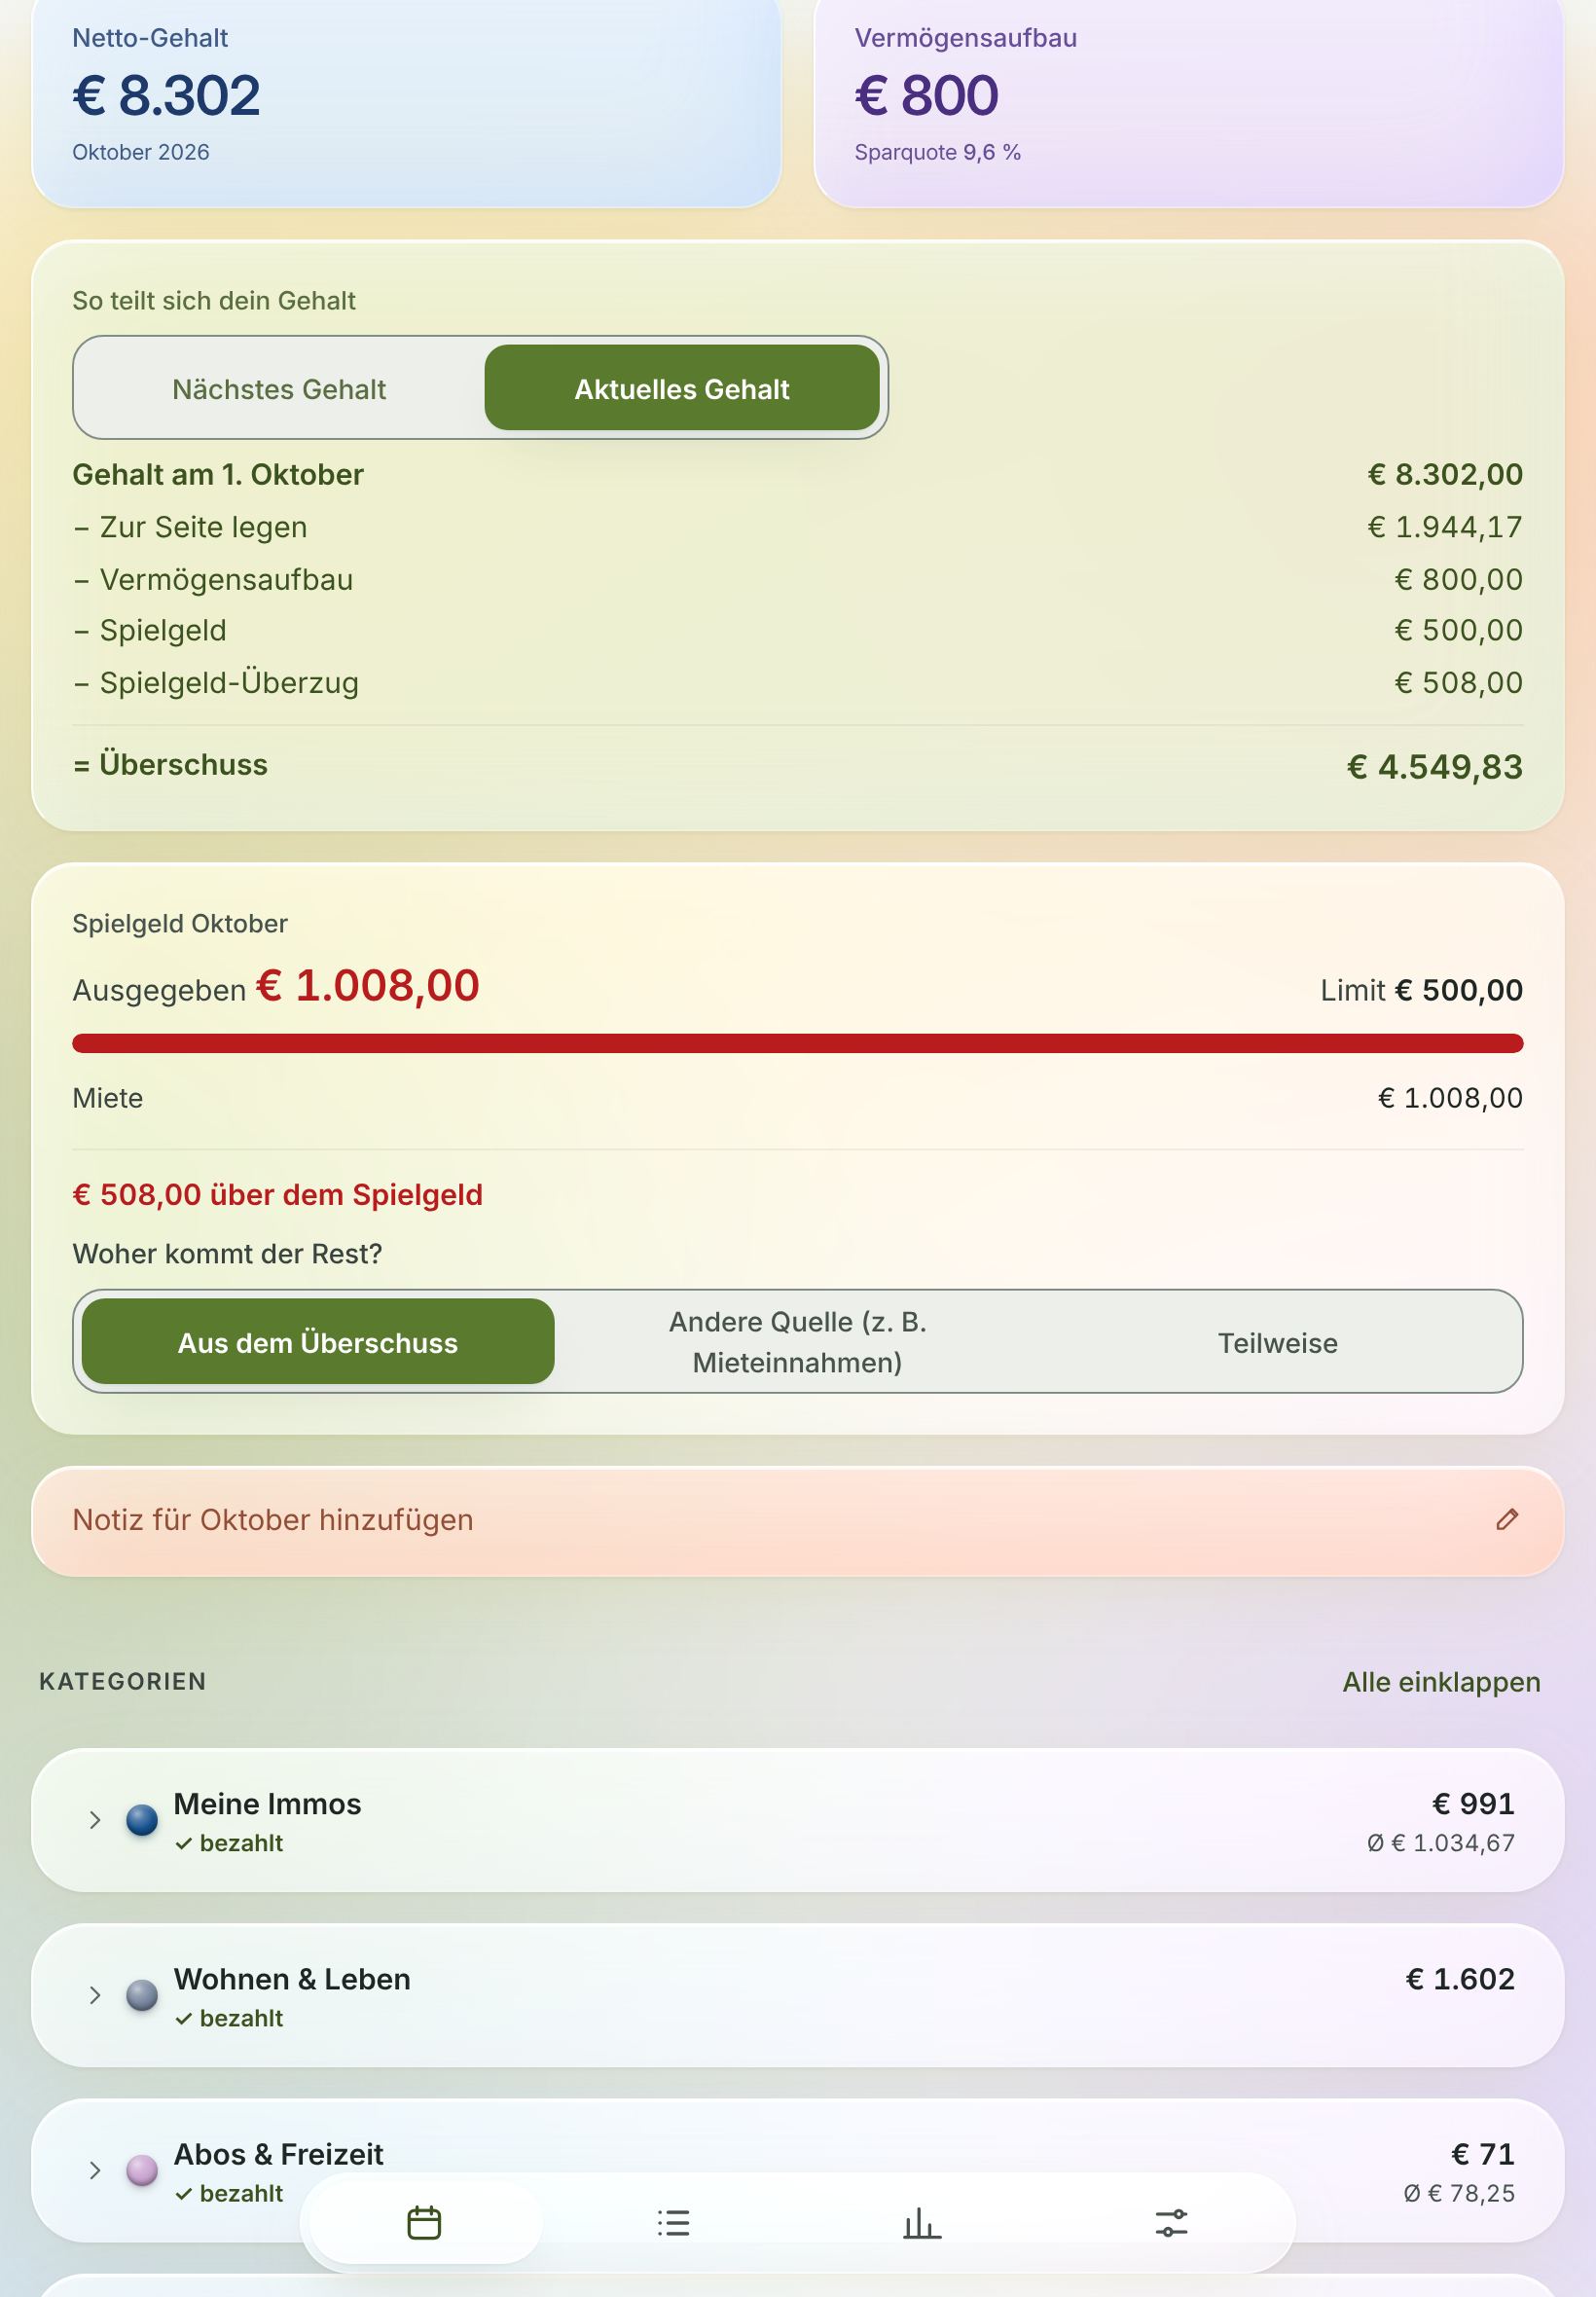 Netto-Gehalt
€ 8.302
Oktober 2026
Vermögensaufbau
€ 800
Sparquote 9,6 %
So teilt sich dein Gehalt
Nächstes Gehalt
Aktuelles Gehalt
Gehalt am 1. Oktober € 8.302,00
− Zur Seite legen € 1.944,17
− Vermögensaufbau € 800,00
− Spielgeld € 500,00
− Spielgeld-Überzug € 508,00
= Überschuss € 4.549,83
Spielgeld Oktober
Ausgegeben € 1.008,00 Limit € 500,00
Miete € 1.008,00
€ 508,00 über dem Spielgeld
Woher kommt der Rest?
Aus dem Überschuss
Andere Quelle (z. B.
Mieteinnahmen)
Teilweise
Notiz für Oktober hinzufügen
KATEGORIEN Alle einklappen
Meine Immos € 991
✓ bezahlt Ø € 1.034,67
Wohnen & Leben € 1.602
✓ bezahlt
Abos & Freizeit € 71
✓ bezahlt Ø € 78,25